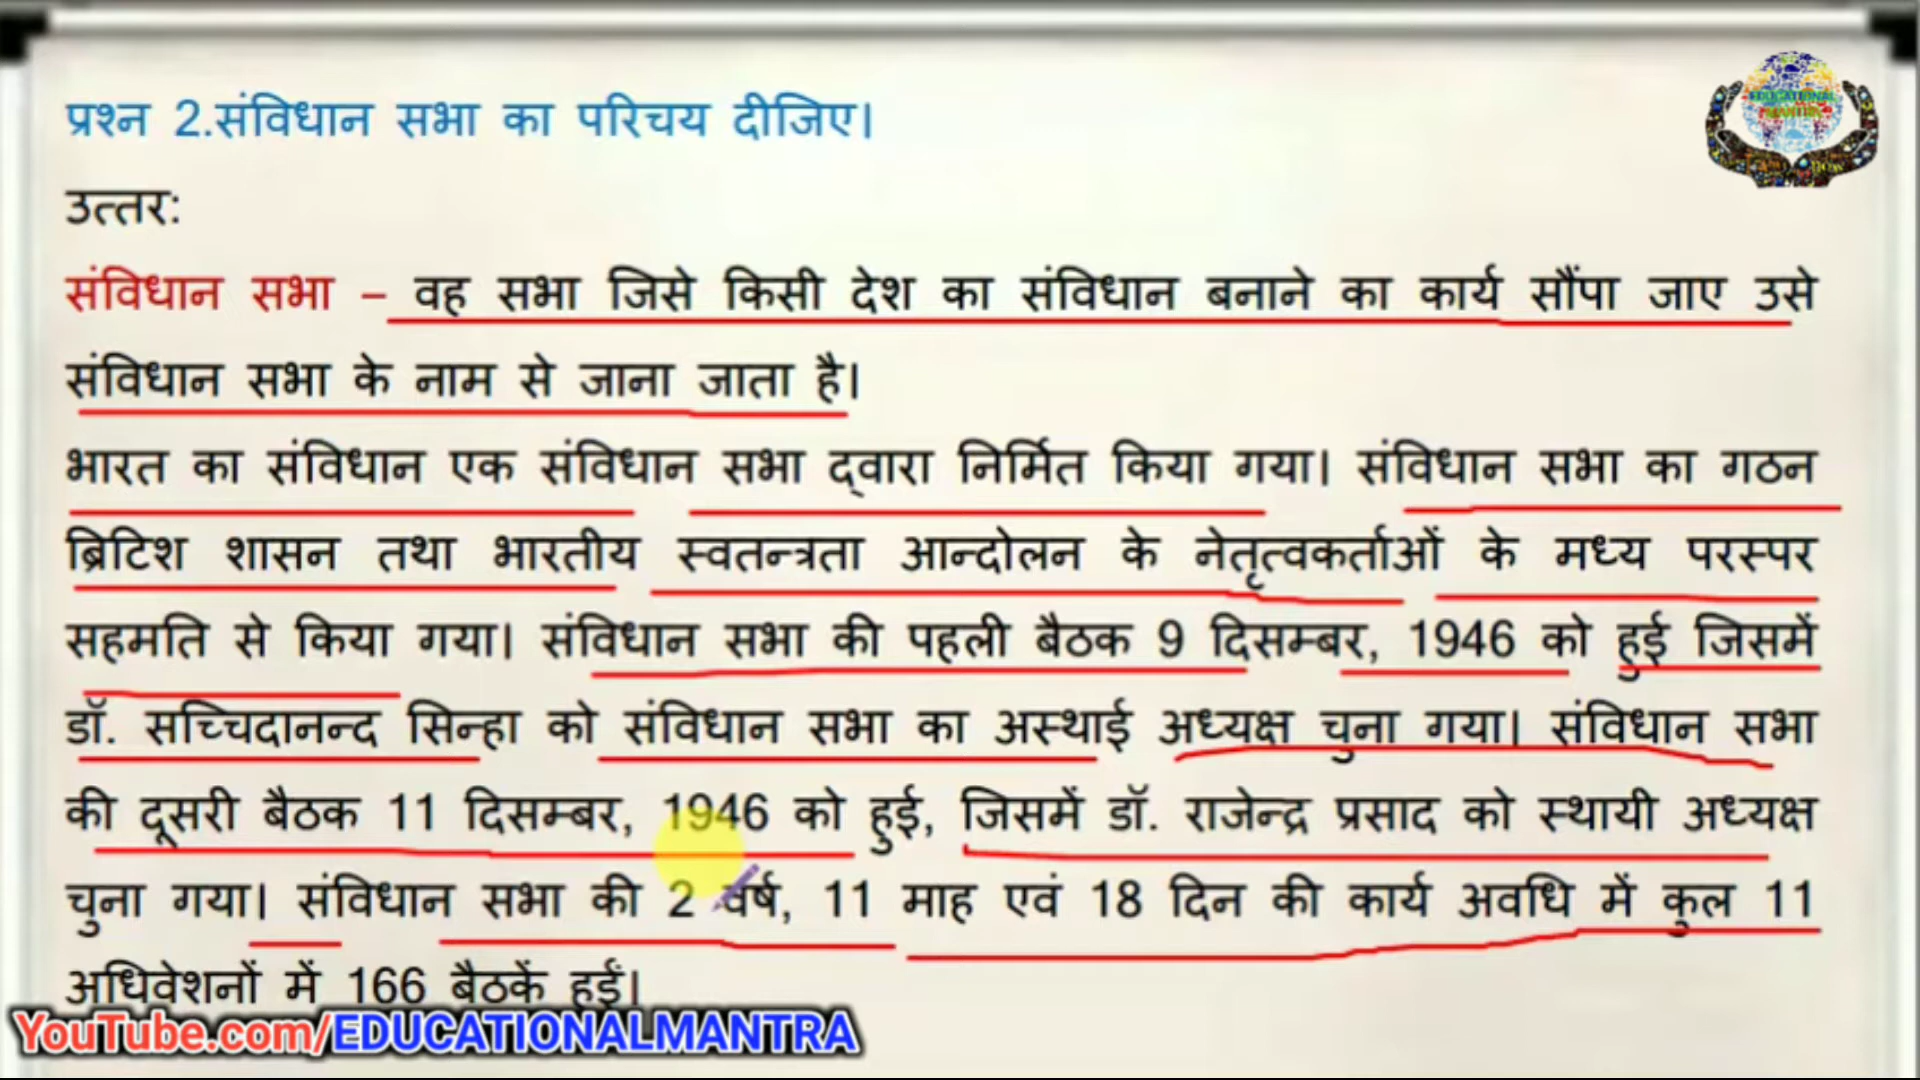 प्रश्न 2.संविधान सभा का परिचय दीजिए।
EDUCATIONAL
MANTRA
उत्तर:
संविधान सभा – वह सभा जिसे किसी देश का संविधान बनाने का कार्य सौंपा जाए उसे
संविधान सभा के नाम से जाना जाता है।
भारत का संविधान एक संविधान सभा द्वारा निर्मित किया गया। संविधान सभा का गठन
ब्रिटिश शासन तथा भारतीय स्वतन्त्रता आन्दोलन के नेतृत्वकर्ताओं के मध्य परस्पर
सहमति से किया गया। संविधान सभा की पहली बैठक 9 दिसम्बर, 1946 को हुई जिसमें
डॉ. सच्चिदानन्द सिन्हा को संविधान सभा का अस्थाई अध्यक्ष चुना गया। संविधान सभा
की दूसरी बैठक 11 दिसम्बर, 1946 को हुई, जिसमें डॉ. राजेन्द्र प्रसाद को स्थायी अध्यक्ष
चुना गया। संविधान सभा की 2 वर्ष, 11 माह एवं 18 दिन की कार्य अवधि में कुल 11
अधिवेशनों में 166 बैठकें हुईं।
YouTube.com/EDUCATIONALMANTRA